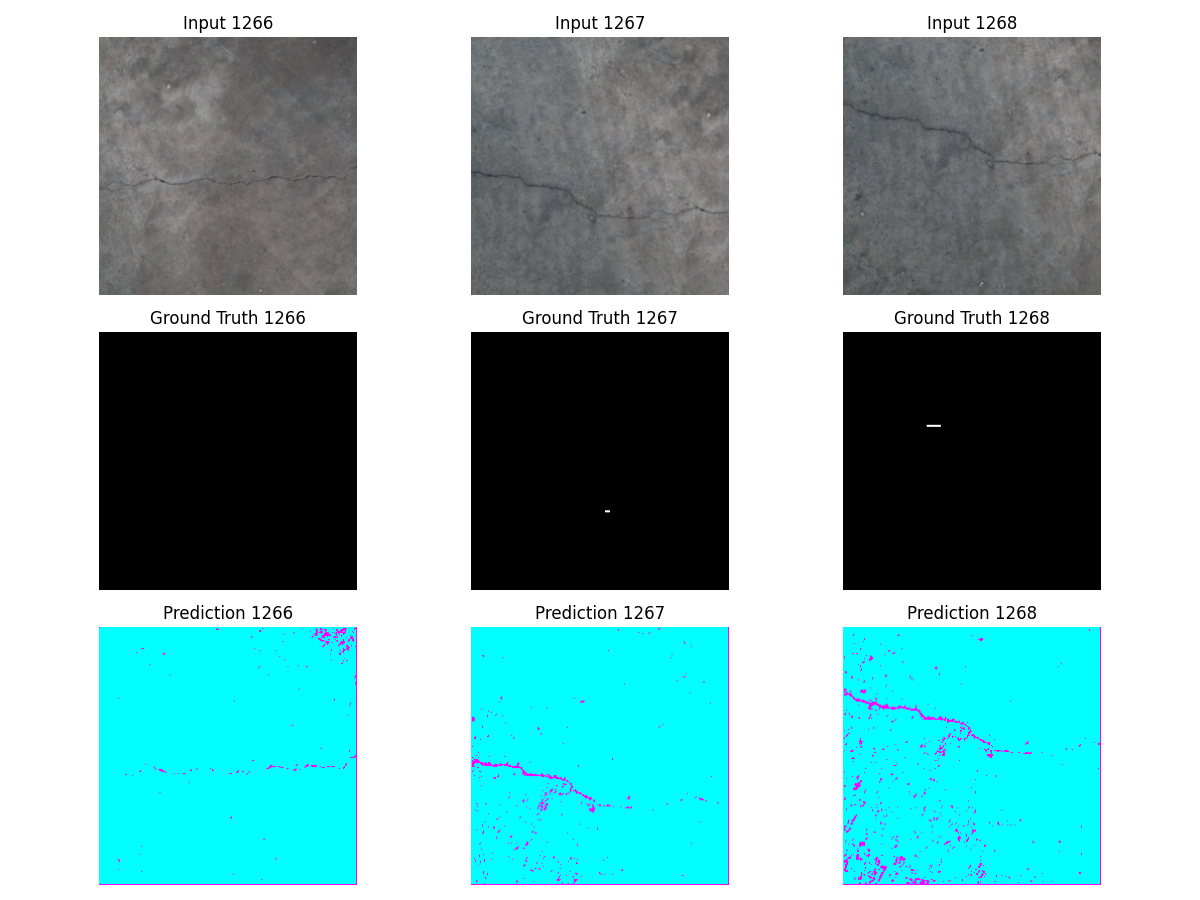 Input 1266
Input 1267
Input 1268
Ground Truth 1266
Ground Truth 1267
Ground Truth 1268
Prediction 1266
Prediction 1267
Prediction 1268